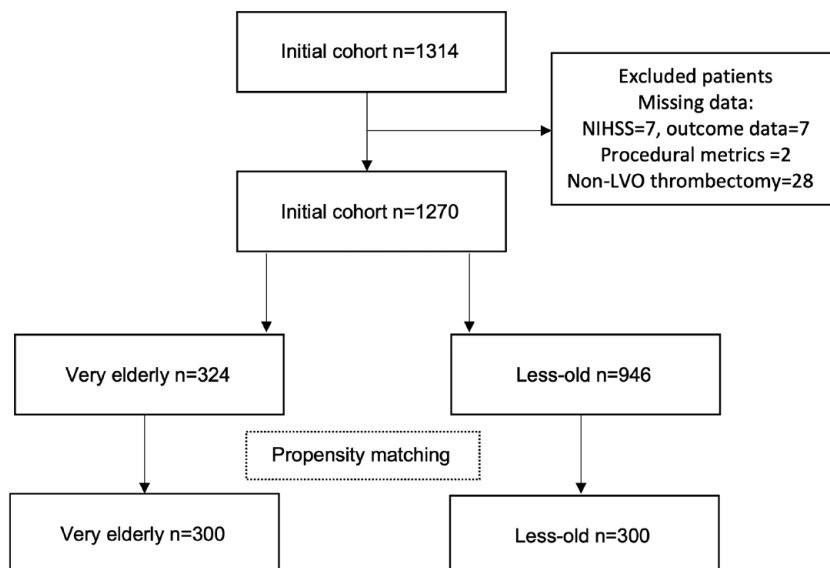 Initial cohort n=1314
Excluded patients
Missing data:
NIHSS=7, outcome data=7
Procedural metrics =2
Non-LVO thrombectomy=28
Initial cohort n=1270
Very elderly n=324
Less-old n=946
Propensity matching
Very elderly n=300
Less-old n=300